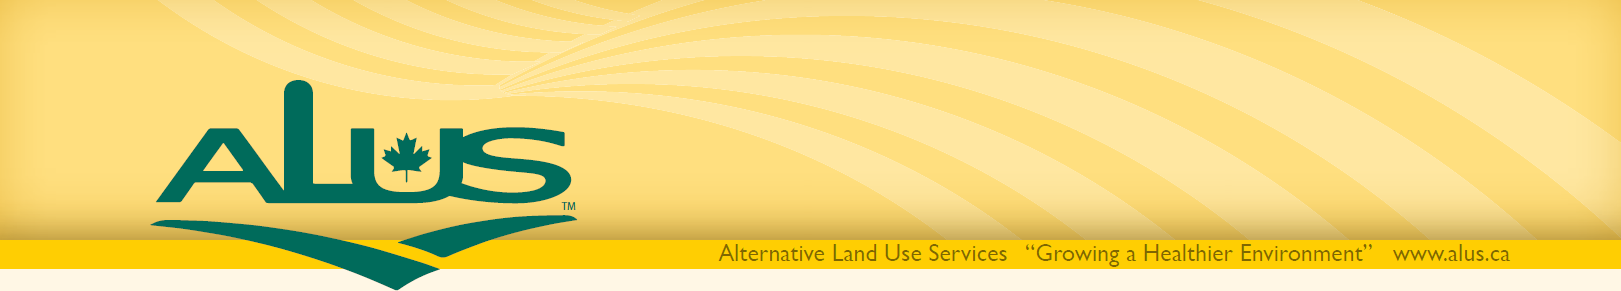 ALUS
TM
Alternative Land Use Services “Growing a Healthier Environment” www.alus.ca